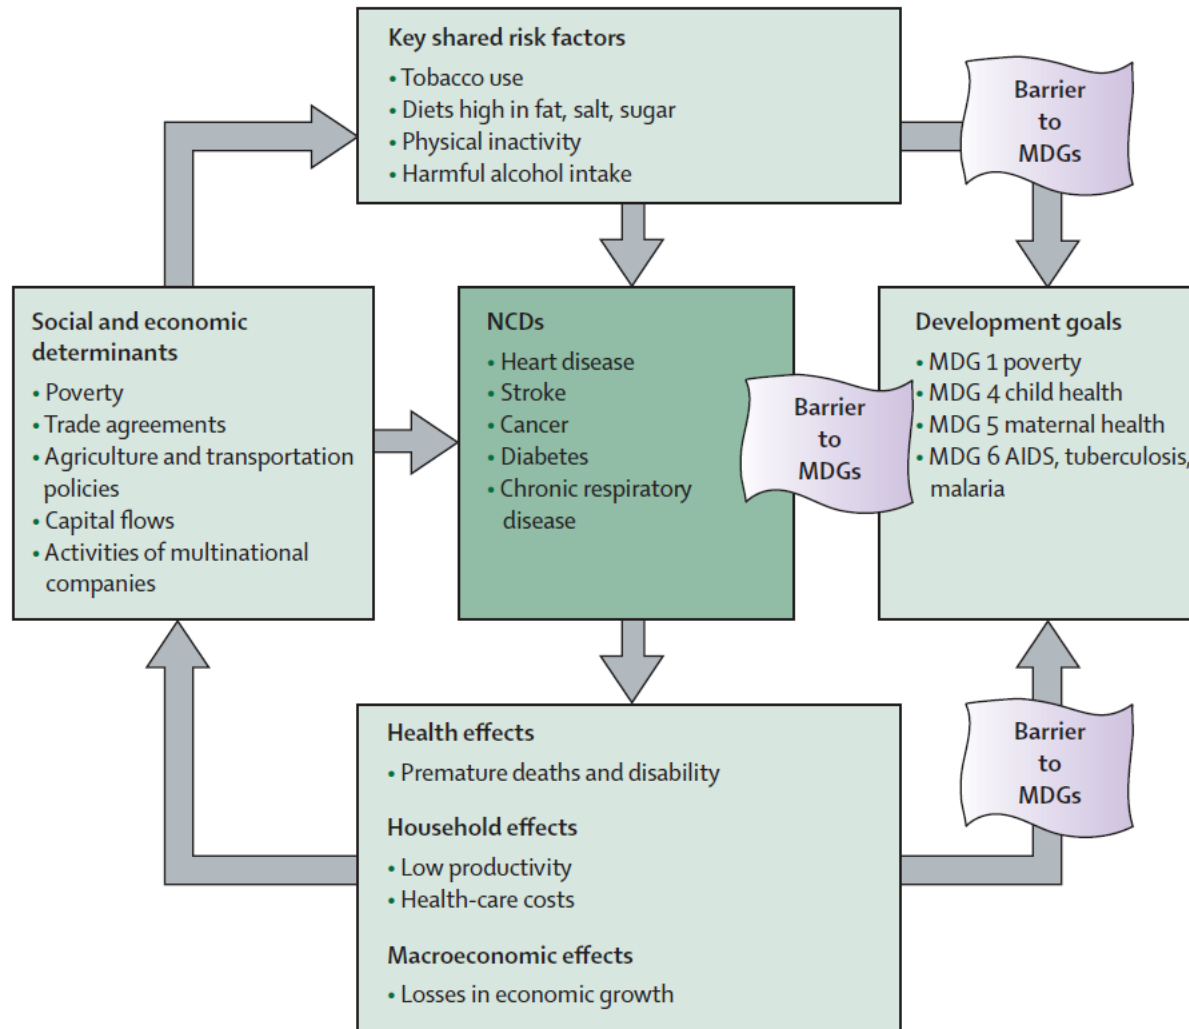 Key shared risk factors
• Tobacco use
• Diets high in fat, salt, sugar
• Physical inactivity
• Harmful alcohol intake
Barrier
to
MDGs
Social and economic
determinants
• Poverty
• Trade agreements
• Agriculture and transportation
policies
• Capital flows
• Activities of multinational
companies
NCDs
• Heart disease
• Stroke
• Cancer
• Diabetes
• Chronic respiratory
disease
Barrier
to
MDGs
Development goals
• MDG 1 poverty
• MDG 4 child health
• MDG 5 maternal health
• MDG 6 AIDS, tuberculosis,
malaria
Health effects
• Premature deaths and disability
Household effects
• Low productivity
• Health-care costs
Macroeconomic effects
• Losses in economic growth
Barrier
to
MDGs